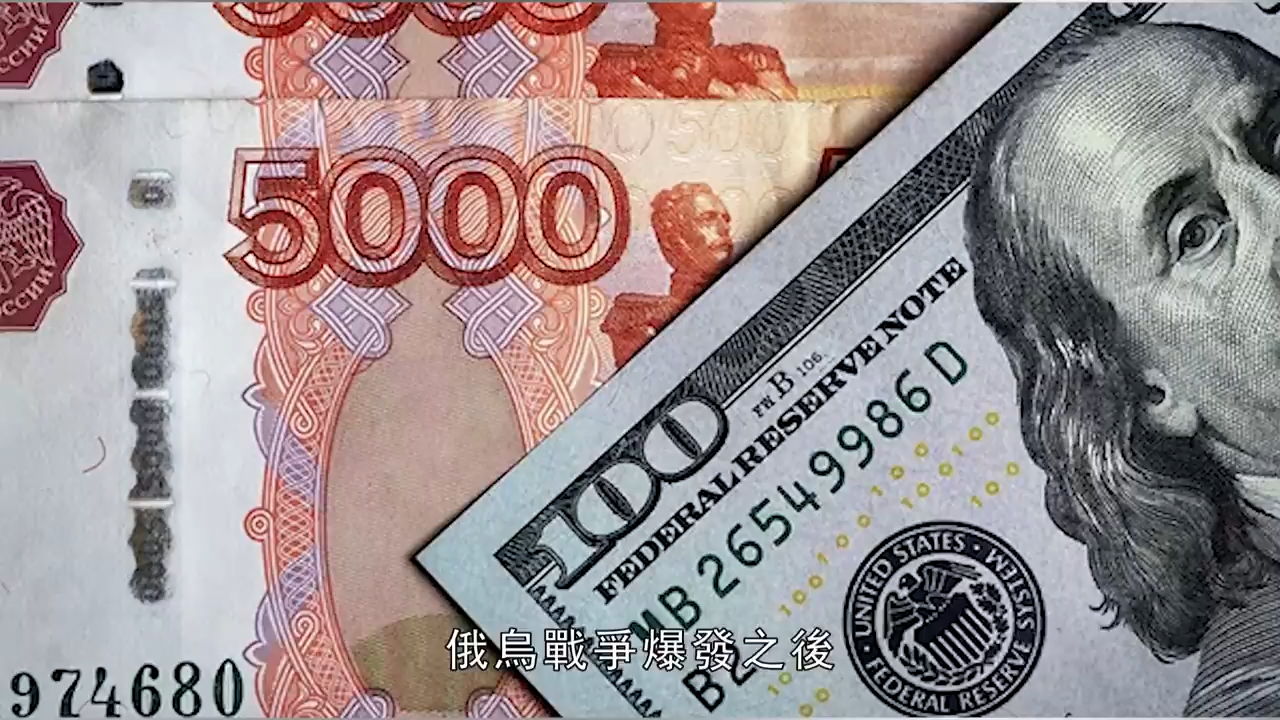 5000
100
FW B 106
FEDERAL RESERVE NOTE
MB 26549986 D
B2
UNITED STATES
FEDERAL RESERVE SYSTEM
974680
俄烏戰爭爆發之後